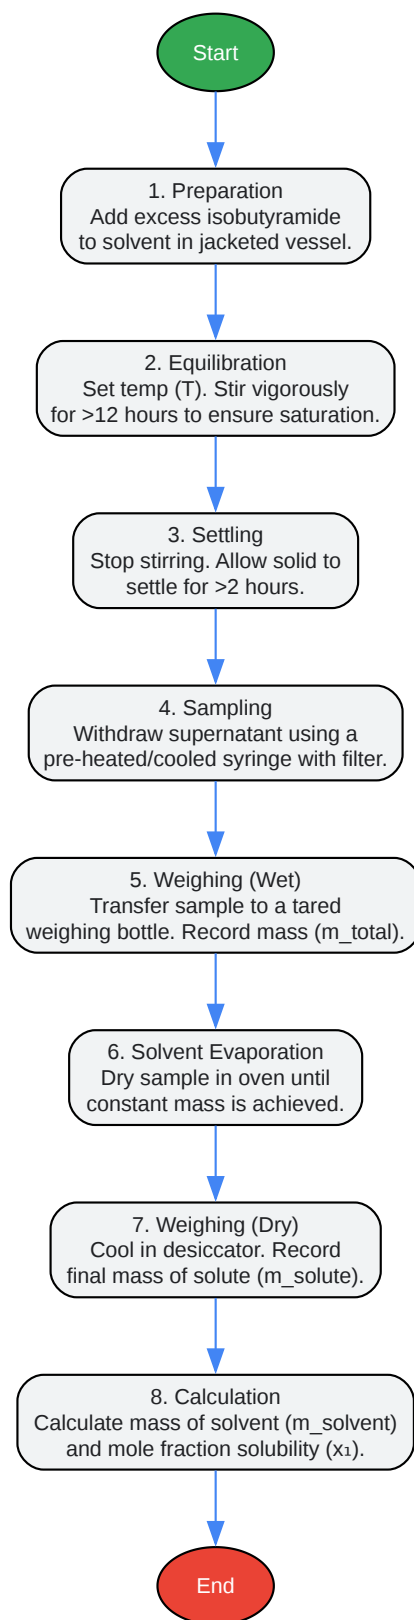 Start
1. Preparation
Add excess isobutyramide
to solvent in jacketed vessel.
2. Equilibration
Set temp (T). Stir vigorously
for >12 hours to ensure saturation.
3. Settling
Stop stirring. Allow solid to
settle for >2 hours.
4. Sampling
Withdraw supernatant using a
pre-heated/cooled syringe with filter.
5. Weighing (Wet)
Transfer sample to a tared
weighing bottle. Record mass (m_total).
6. Solvent Evaporation
Dry sample in oven until
constant mass is achieved.
7. Weighing (Dry)
Cool in desiccator. Record
final mass of solute (m_solute).
8. Calculation
Calculate mass of solvent (m_solvent)
and mole fraction solubility (x₁).
End